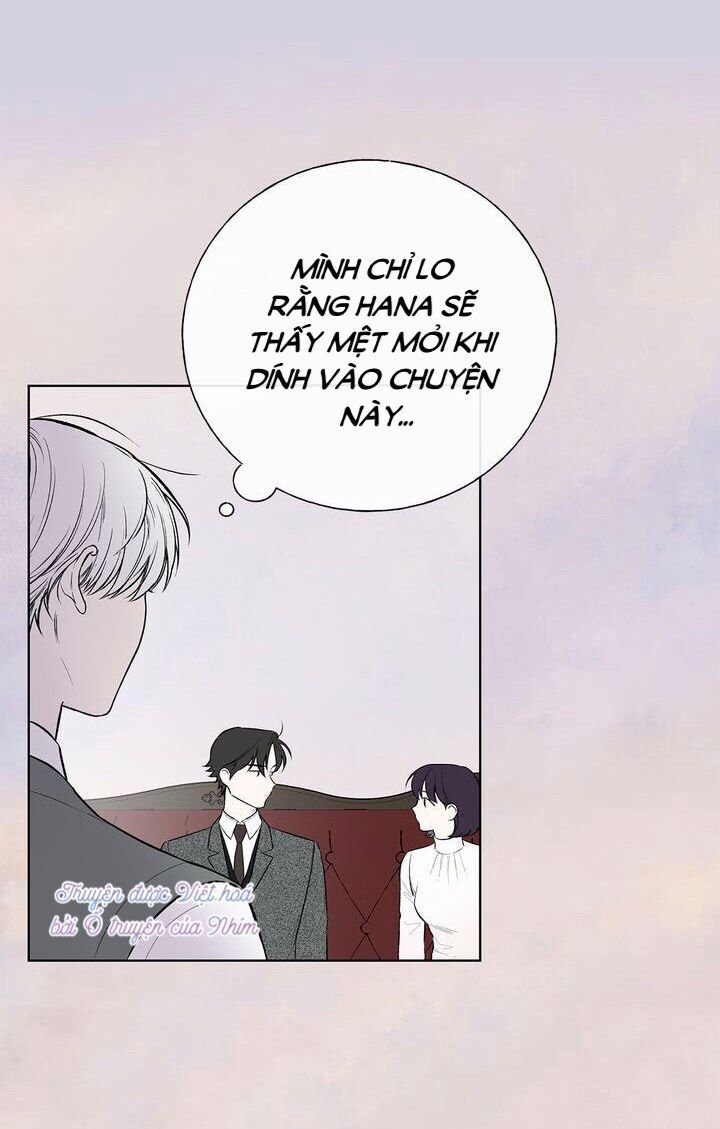 MÌNH CHỈ LO
RẰNG HANA SẼ
THẤY MỆT MỎI KHI
DÍNH VÀO CHUYỆN
NÀY...
Truyện được Việt hoá
bởi Ổ truyện của Nhím